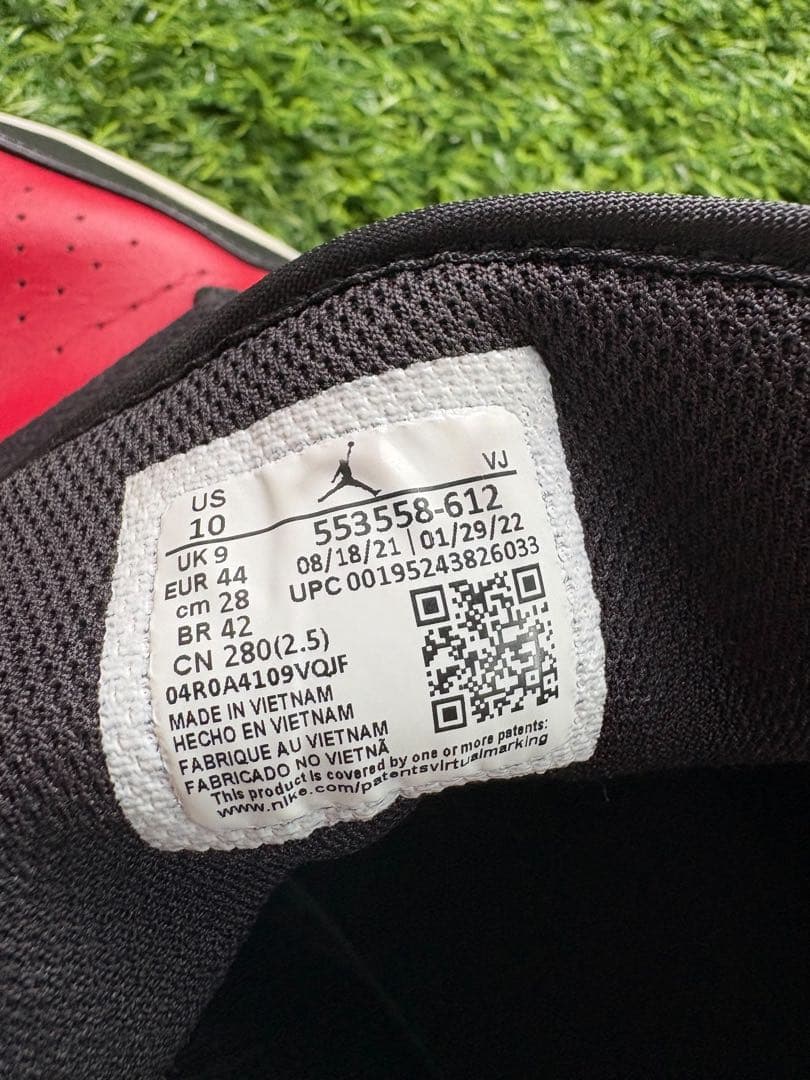 US
10
VJ
553558-612
08/18/21 | 01/29/22
UPC 00195243826033
UK 9
EUR 44
cm 28
BR 42
CN 280(2.5)
04R0A4109VQJF
MADE IN VIETNAM
HECHO EN VIETNAM
FABRIQUE AU VIETNAM
FABRICADO NO VIETNÃ
This product is covered by one or more patents:
www.nike.com/patentsvirtualmarking